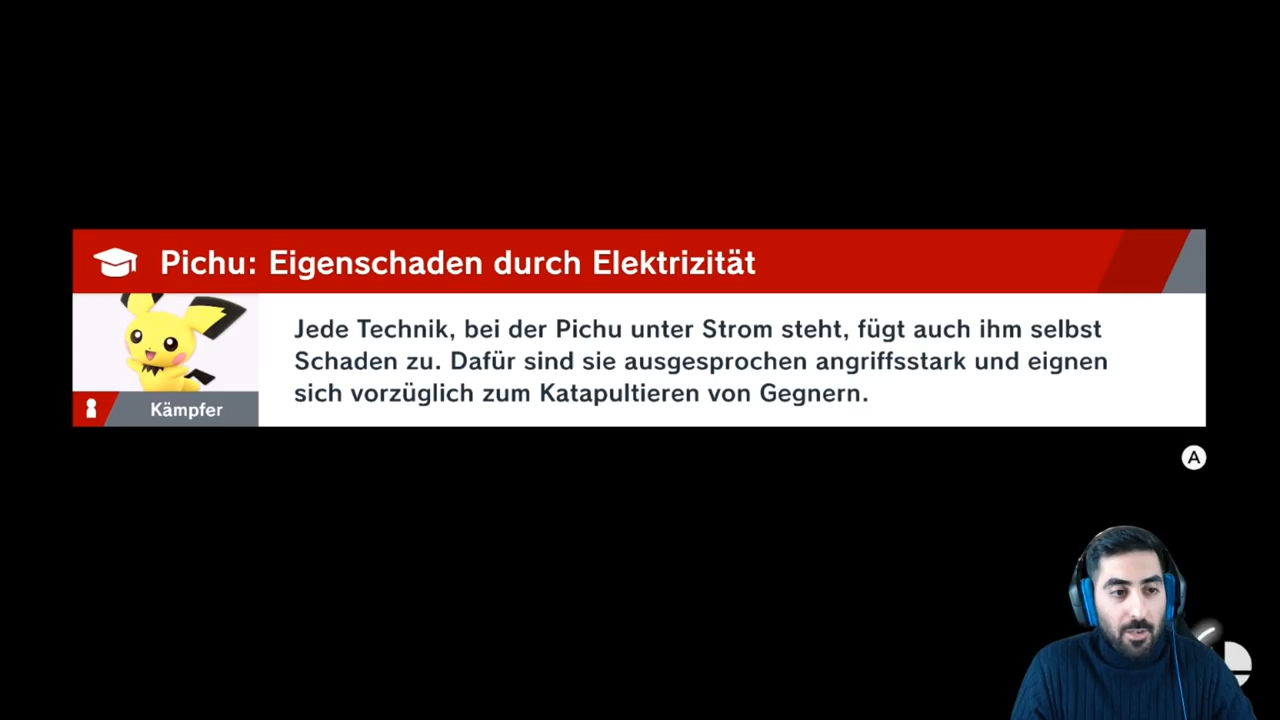 Pichu: Eigenschaden durch Elektrizität
Jede Technik, bei der Pichu unter Strom steht, fügt auch ihm selbst
Schaden zu. Dafür sind sie ausgesprochen angriffsstark und eignen
sich vorzüglich zum Katapultieren von Gegnern.
Kämpfer
A